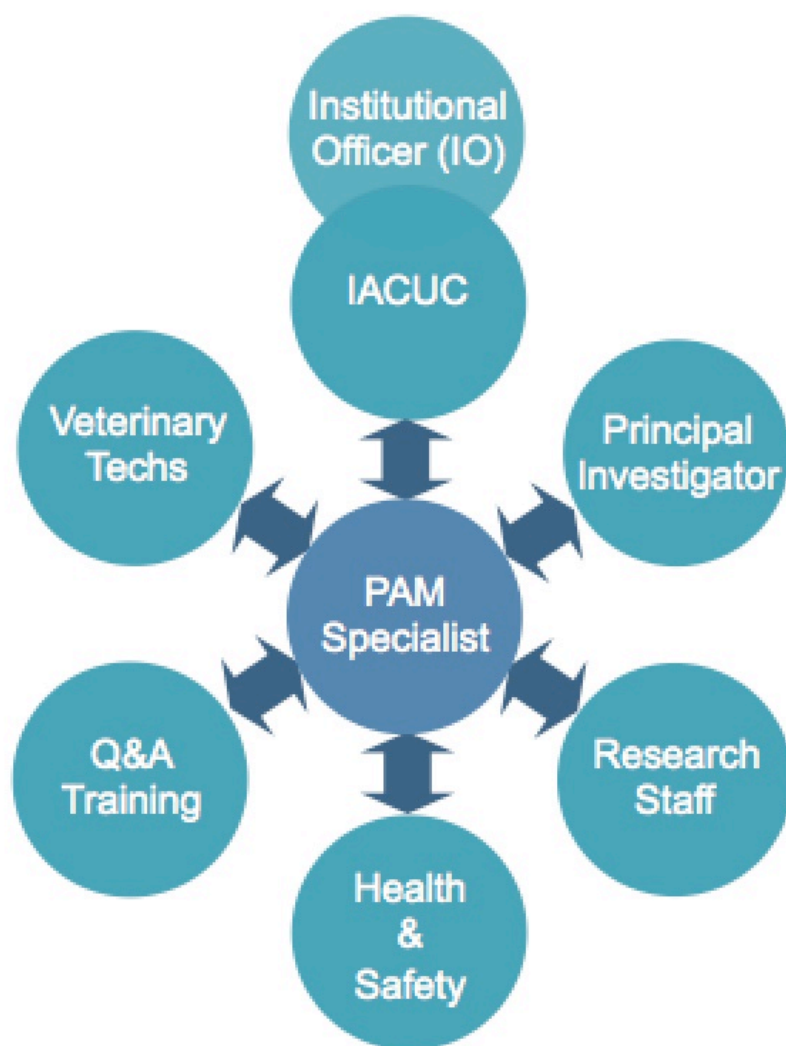 Institutional
Officer (IO)
IACUC
Veterinary
Techs
Principal
Investigator
PAM
Specialist
Q&A
Training
Research
Staff
Health
&
Safety